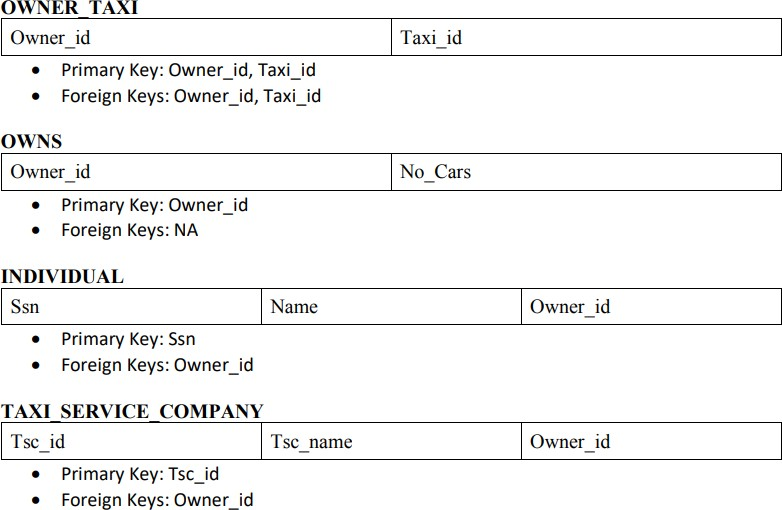 OWNER_TAXI
Owner_id Taxi_id
• Primary Key: Owner_id, Taxi_id
• Foreign Keys: Owner_id, Taxi_id
OWNS
Owner_id No_Cars
• Primary Key: Owner_id
• Foreign Keys: NA
INDIVIDUAL
Ssn Name Owner_id
• Primary Key: Ssn
• Foreign Keys: Owner_id
TAXI_SERVICE_COMPANY
Tsc_id Tsc_name Owner_id
• Primary Key: Tsc_id
• Foreign Keys: Owner_id